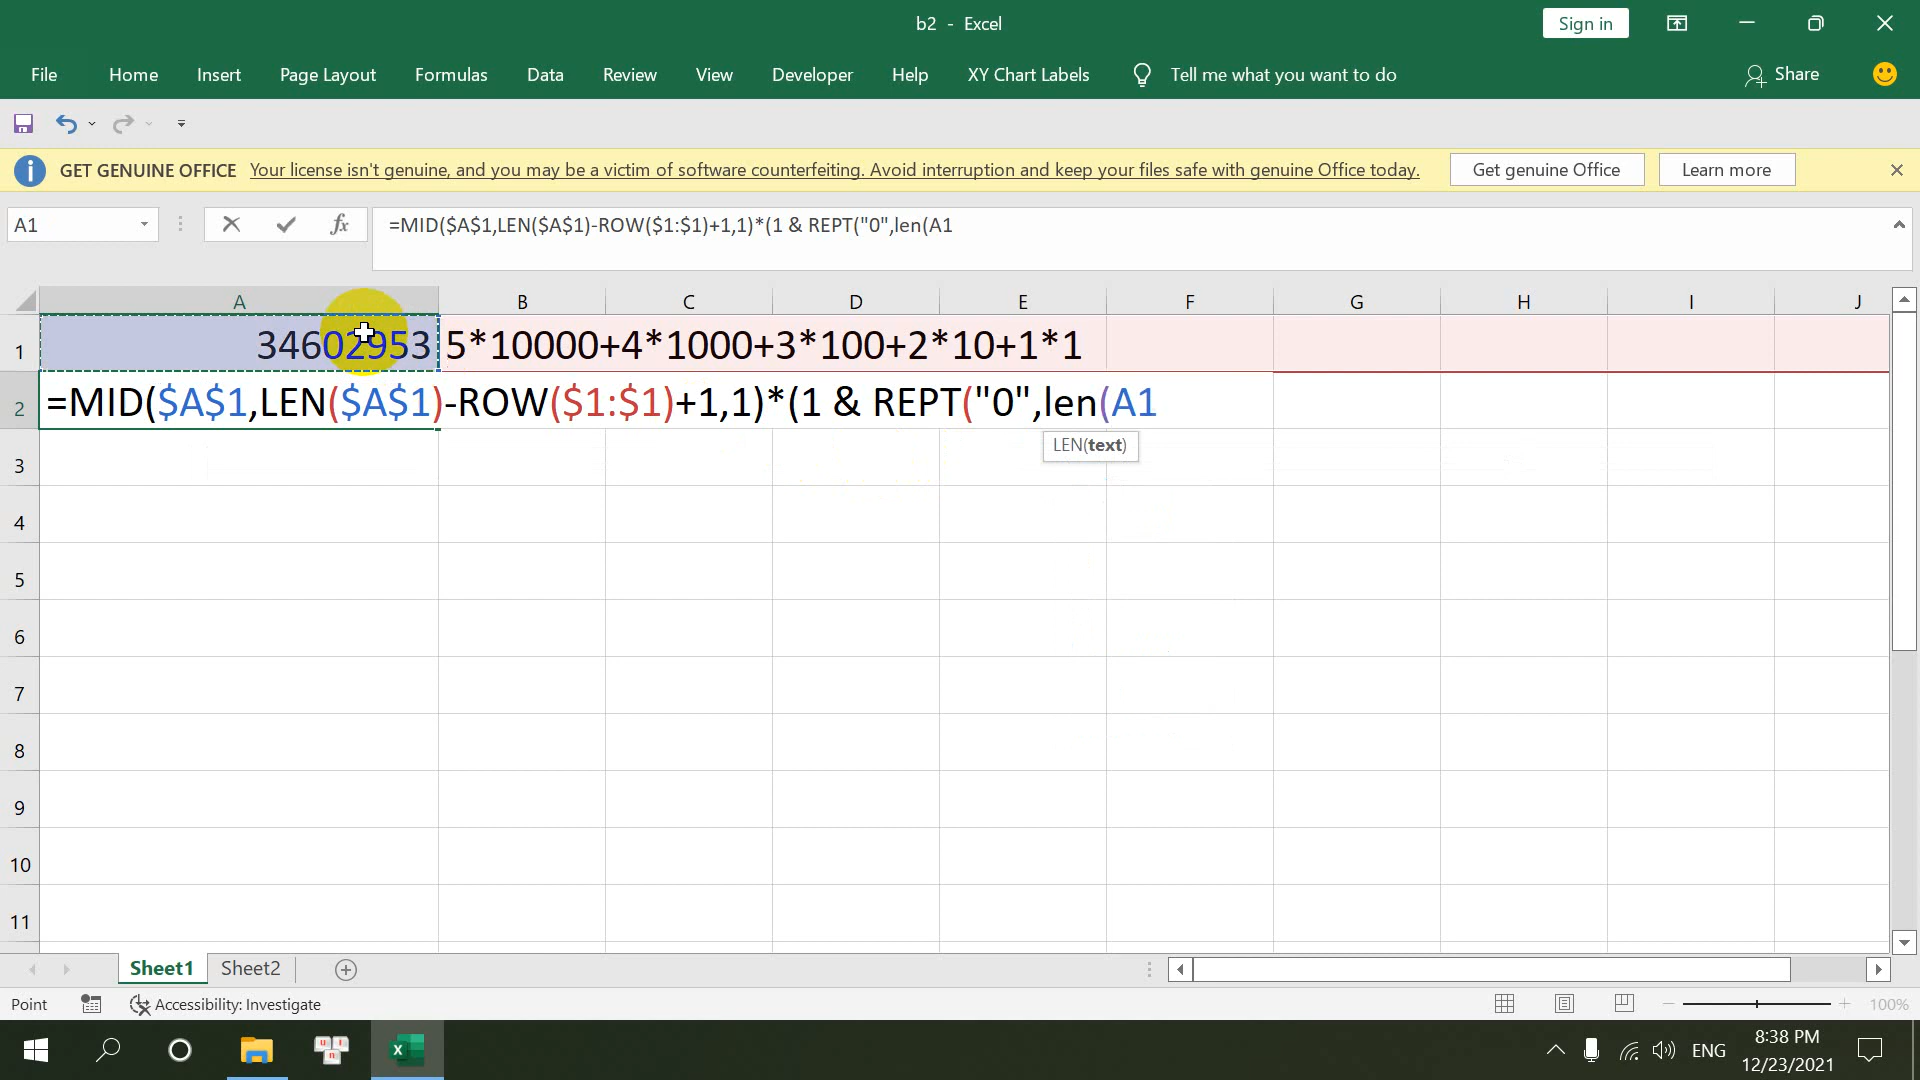 b2 - Excel
Sign in
File Home Insert Page Layout Formulas Data Review View Developer Help XY Chart Labels Tell me what you want to do Share
GET GENUINE OFFICE Your license isn't genuine, and you may be a victim of software counterfeiting. Avoid interruption and keep your files safe with genuine Office today. Get genuine Office Learn more
A1 fx =MID($A$1,LEN($A$1)-ROW($1:$1)+1,1)*(1 & REPT("0",len(A1
A B C D E F G H I J
1 34602953 5*10000+4*1000+3*100+2*10+1*1
2 =MID($A$1,LEN($A$1)-ROW($1:$1)+1,1)*(1 & REPT("0",len(A1
LEN(text)
3
4
5
6
7
8
9
10
11
Sheet1 Sheet2
Point Accessibility: Investigate 100%
u i n X ENG 8:38 PM
12/23/2021